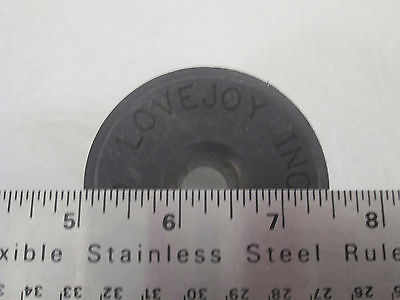 LOVEJOY INC
5 6 7 8
xible Stainless Steel Rule
34 33 32 31 30 29 28 27 26 25